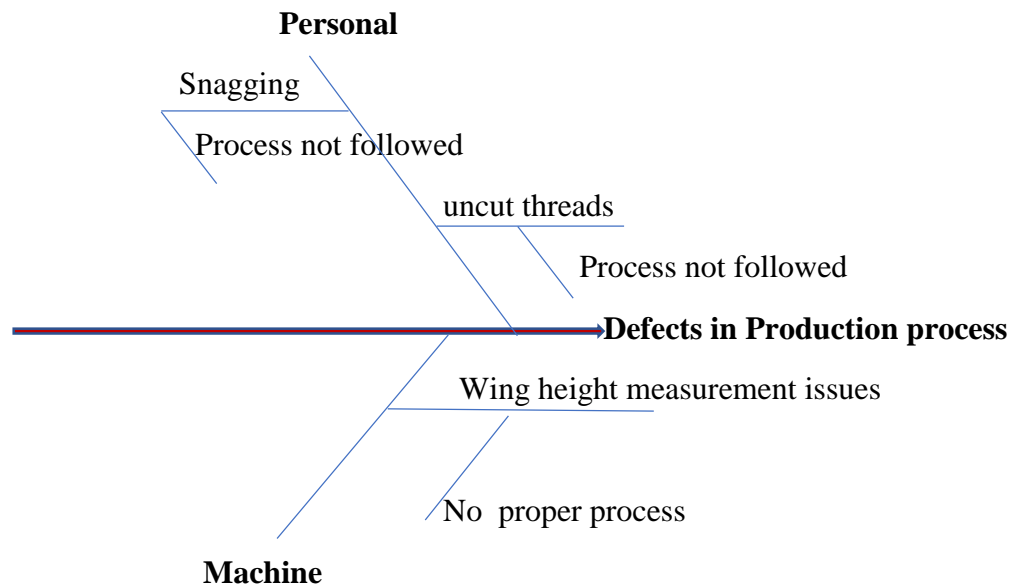 Personal
Snagging
Process not followed
uncut threads
Process not followed
Defects in Production process
Wing height measurement issues
No  proper process
Machine